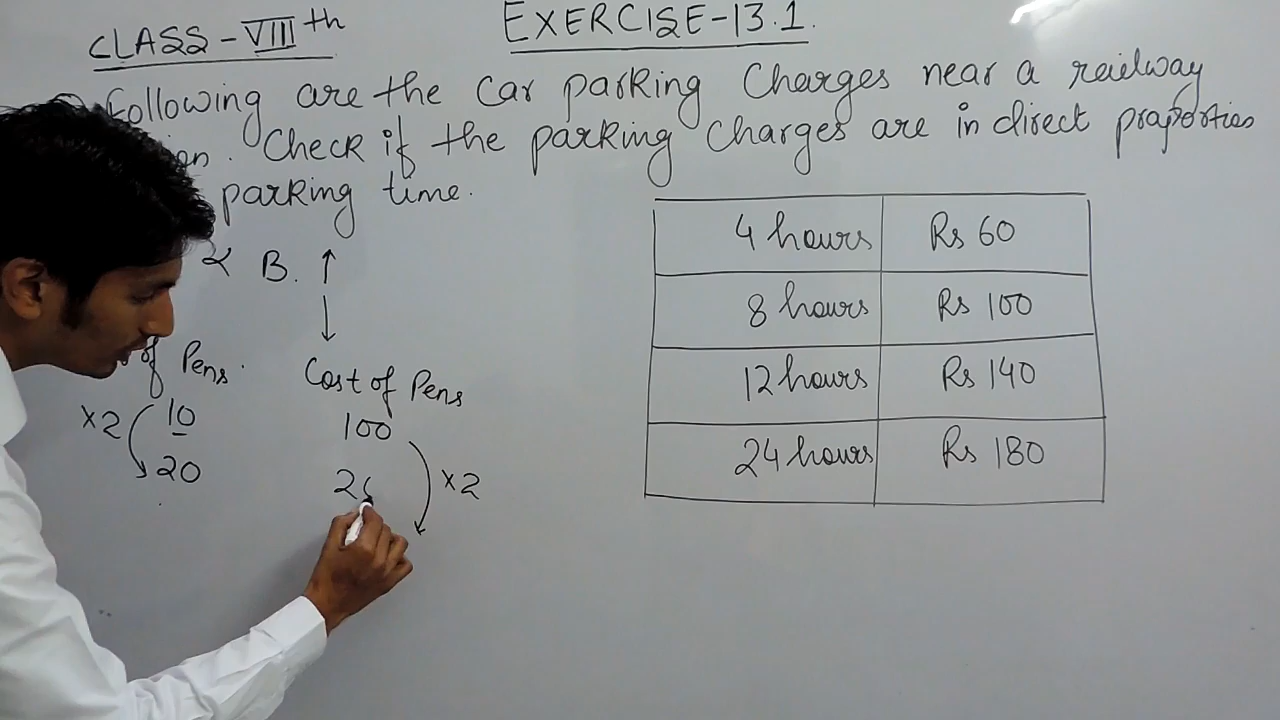 CLASS - VIII th
EXERCISE-13.1.
Following are the Car parking Charges near a railway
Check if the parking Charges are in direct proportion
parking time.
∝ B. ↑
↓
of Pens.
Cost of Pens
×2 10
100
20
2
×2
4 hours Rs 60
8 hours Rs 100
12 hours Rs 140
24 hours Rs 180